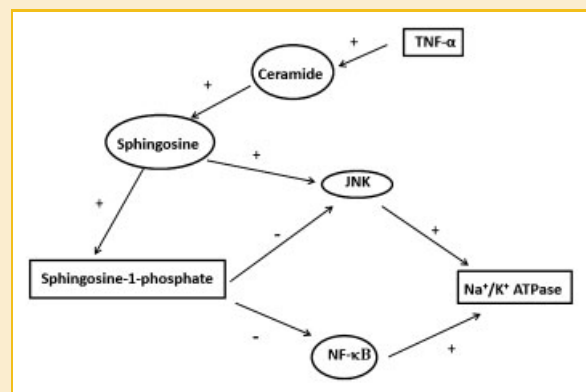 TNF-α
+
Ceramide
+
Sphingosine
+
JNK
+
-
+
Sphingosine-1-phosphate
Na⁺/K⁺ ATPase
-
NF-κB
+